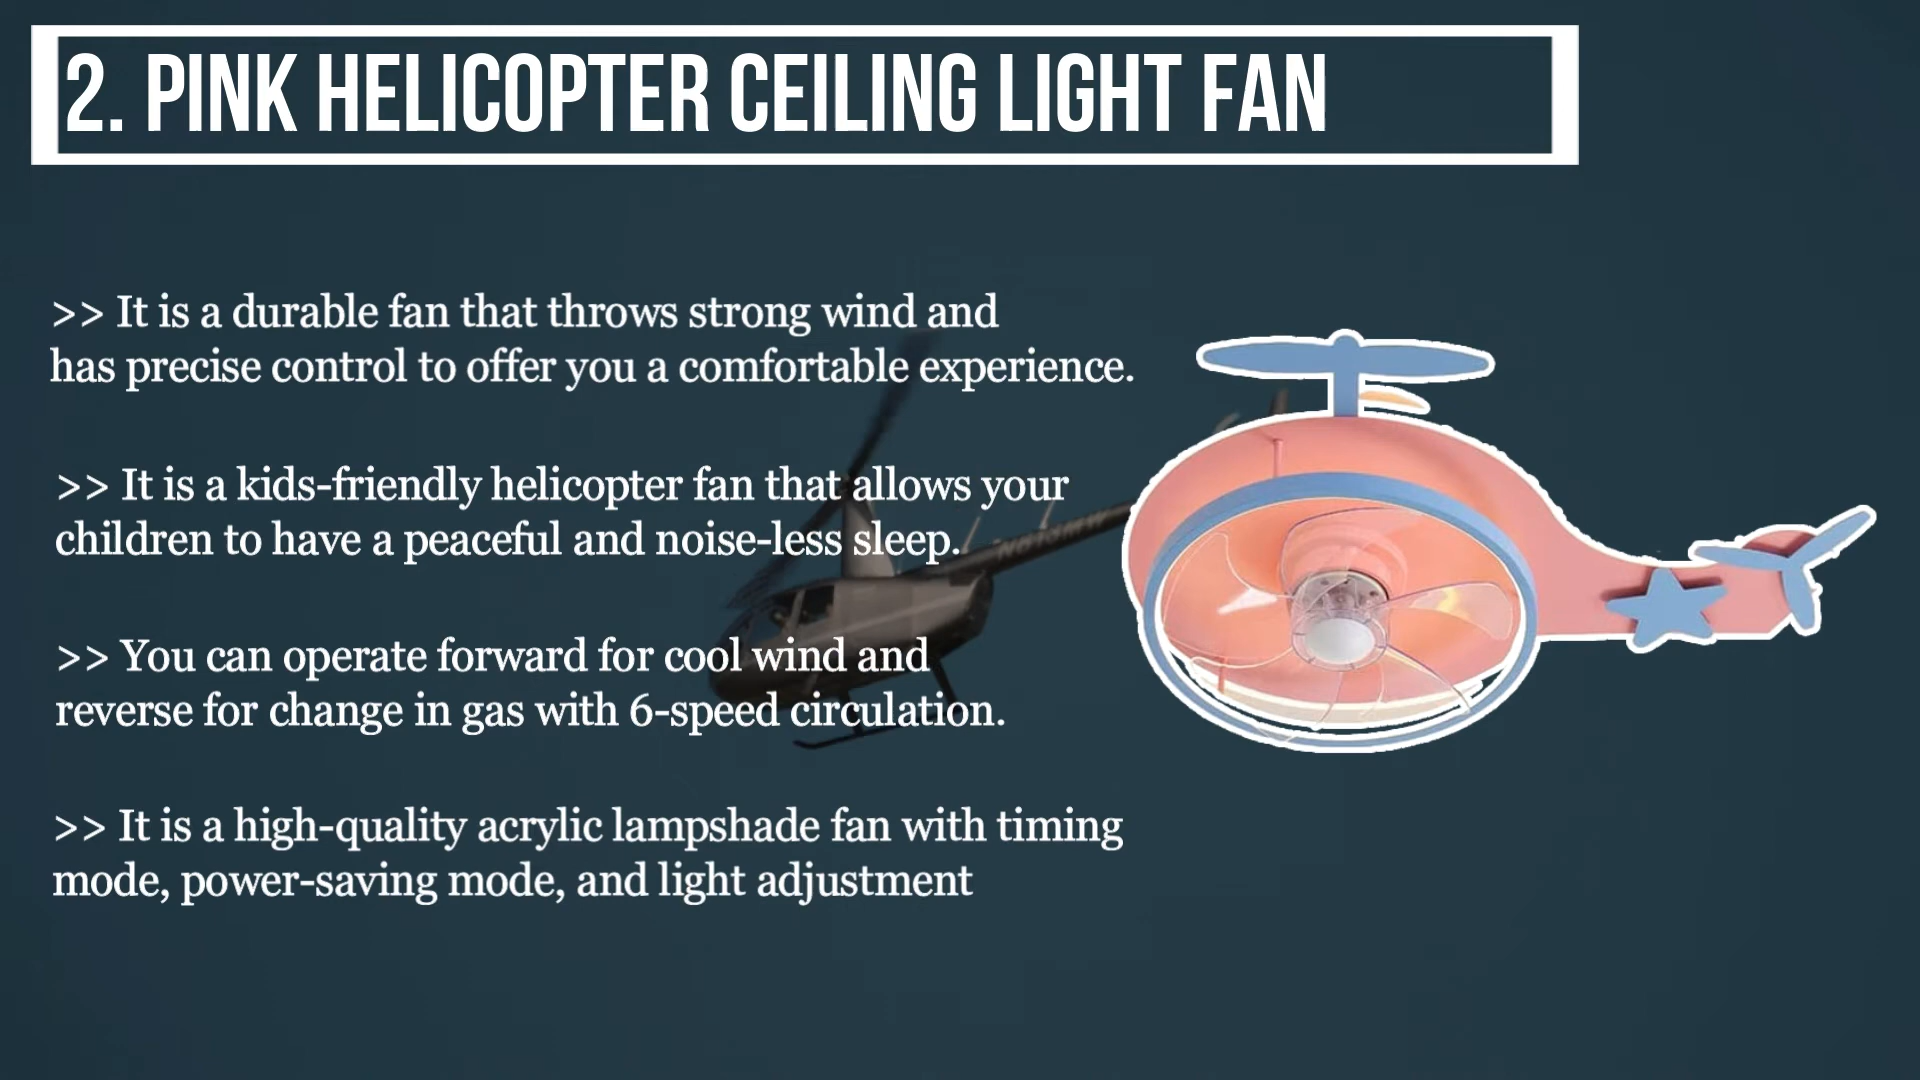 2. PINK HELICOPTER CEILING LIGHT FAN
>> It is a durable fan that throws strong wind and
has precise control to offer you a comfortable experience.
>> It is a kids-friendly helicopter fan that allows your
children to have a peaceful and noise-less sleep.
>> You can operate forward for cool wind and
reverse for change in gas with 6-speed circulation.
>> It is a high-quality acrylic lampshade fan with timing
mode, power-saving mode, and light adjustment